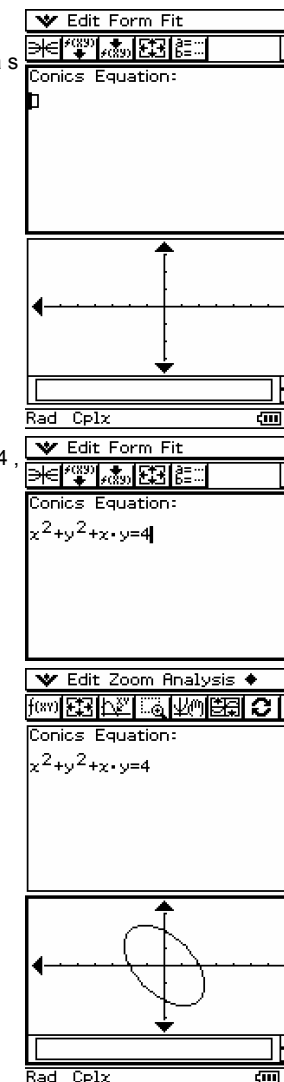 Edit Form Fit
s
Conics Equation:
Rad Cplx
Edit Form Fit
4,
Conics Equation:
x²+y²+x·y=4
Edit Zoom Analysis ♦
Conics Equation:
x²+y²+x·y=4
Rad Cplx